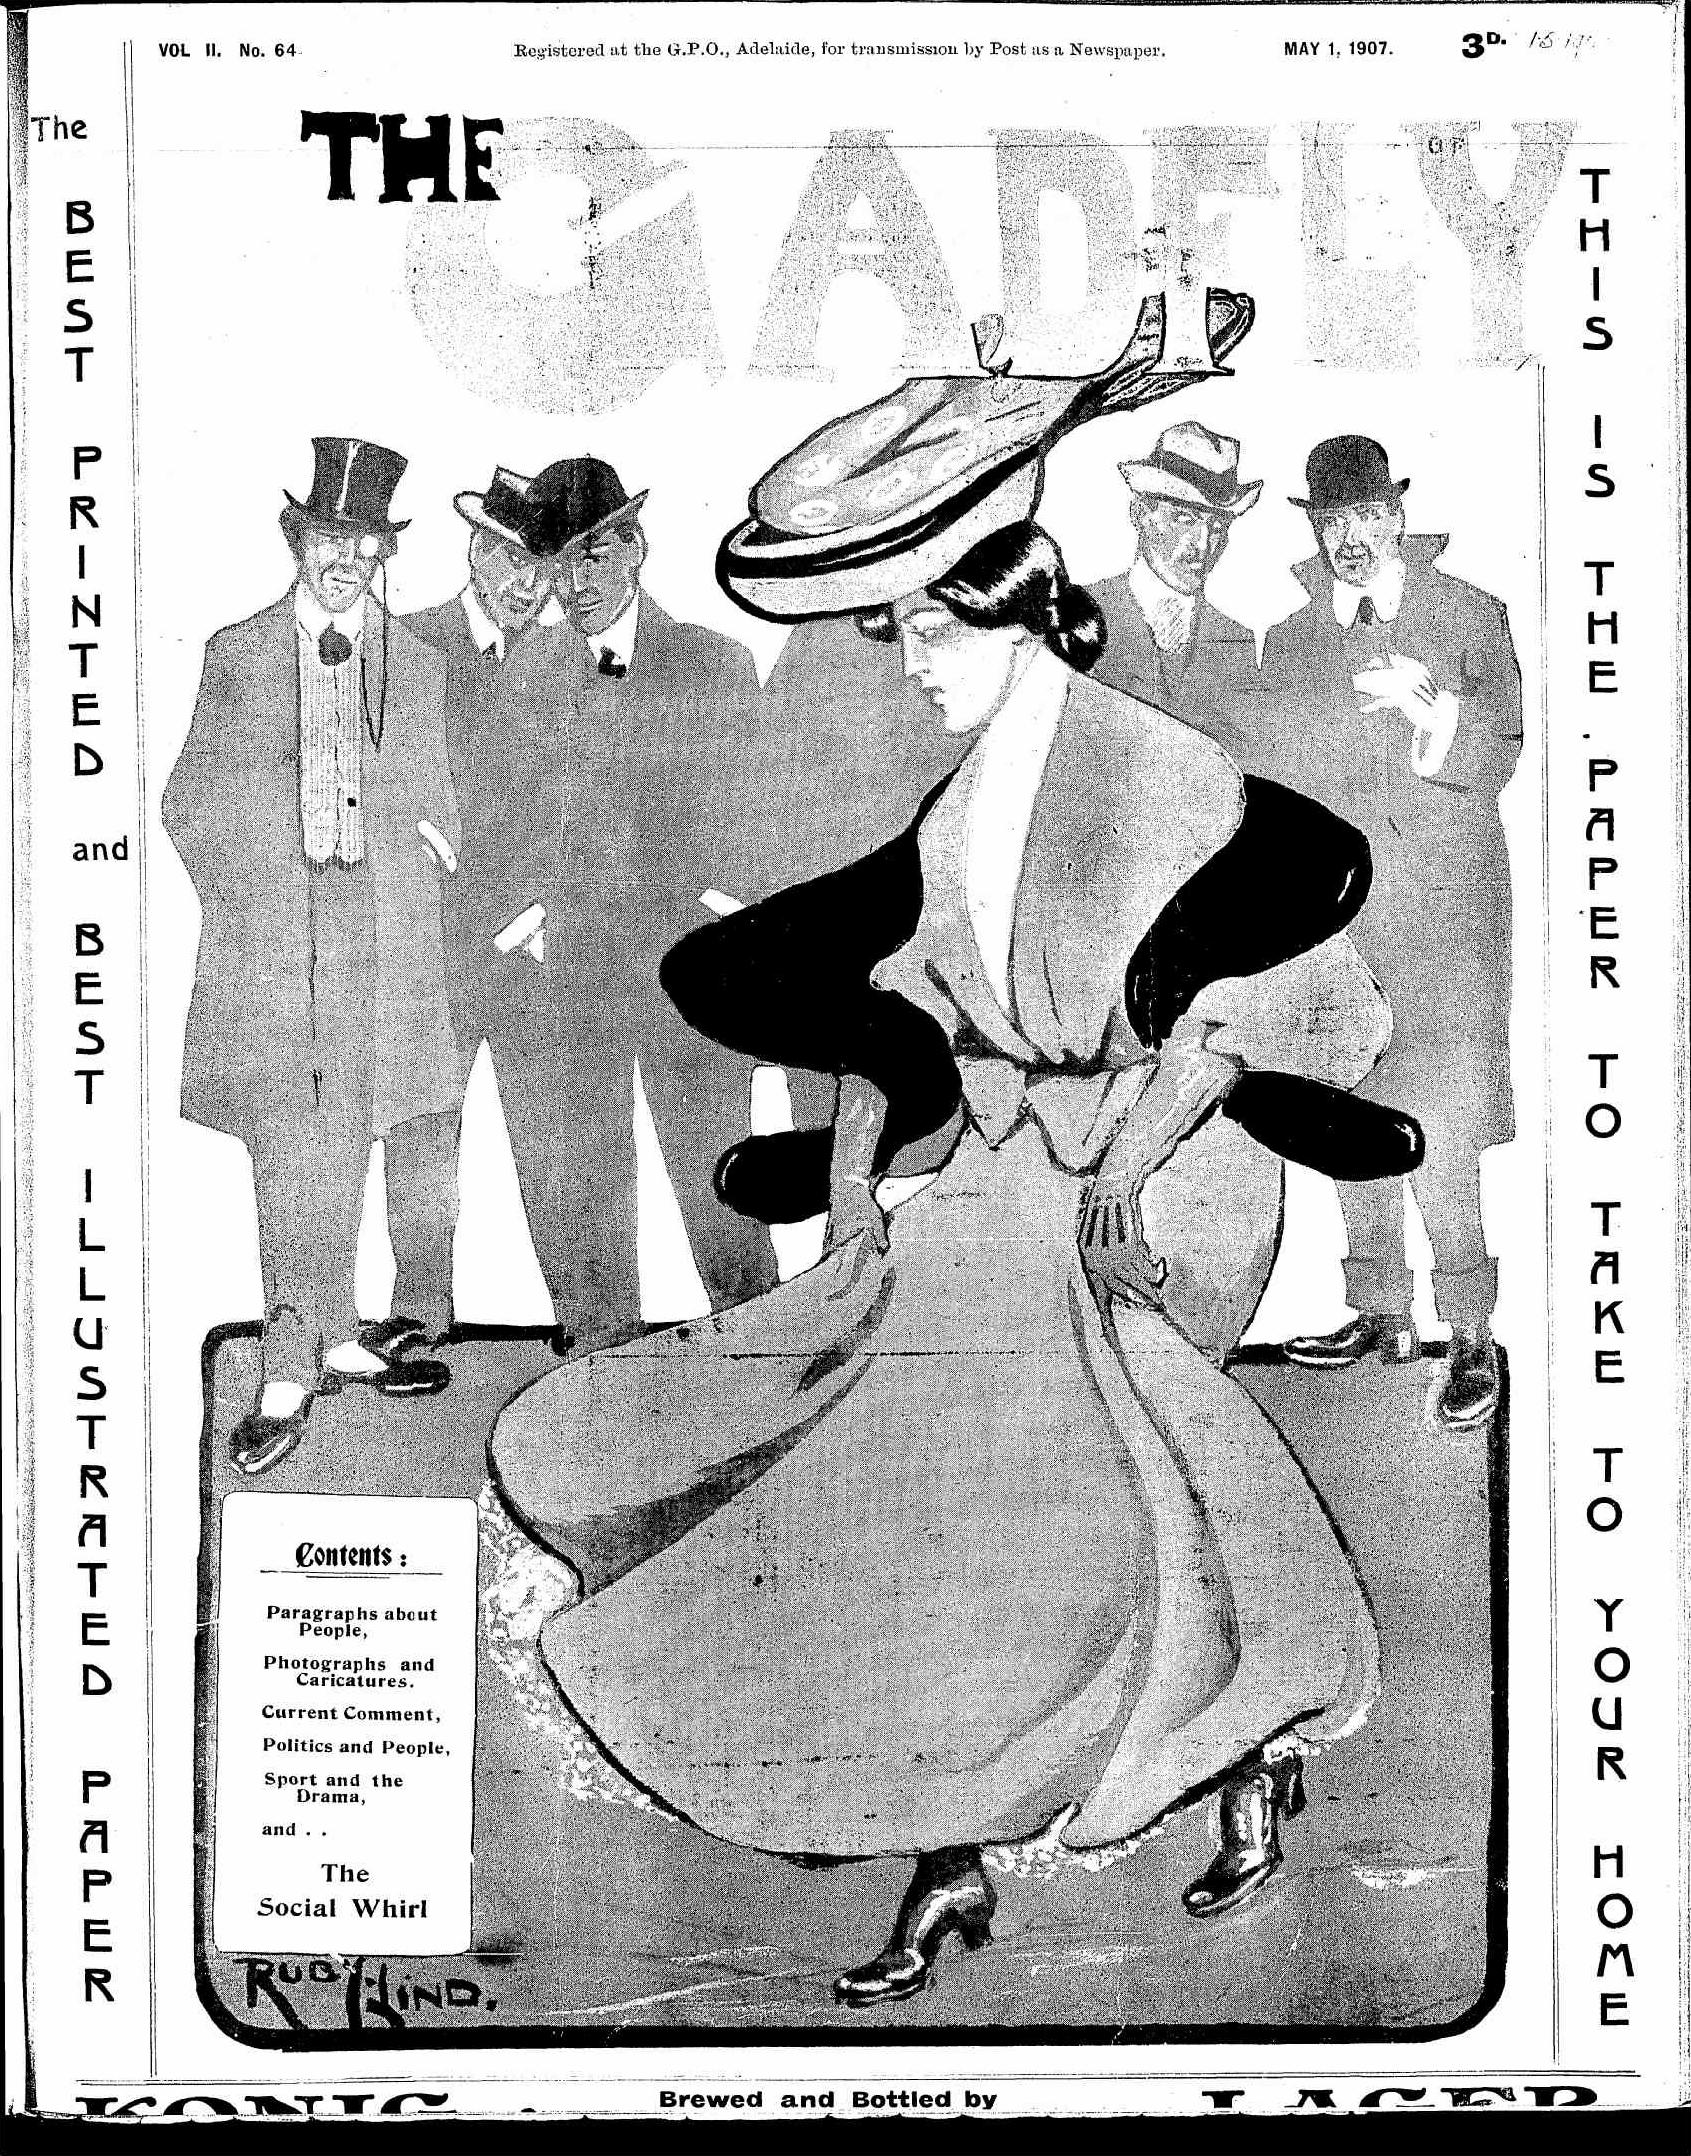 VOL II. No. 64
Registered at the G.P.O., Adelaide, for transmission by Post as a Newspaper.
MAY 1, 1907.
3D.
THE GADFLY
The BEST PRINTED and BEST ILLUSTRATED PAPER
THIS IS THE PAPER TO TAKE TO YOUR HOME
Contents:
Paragraphs about
People,
Photographs and
Caricatures.
Current Comment,
Politics and People,
Sport and the
Drama,
and . .
The
Social Whirl
RUBY LIND.
KONIG
Brewed and Bottled by
LAGER